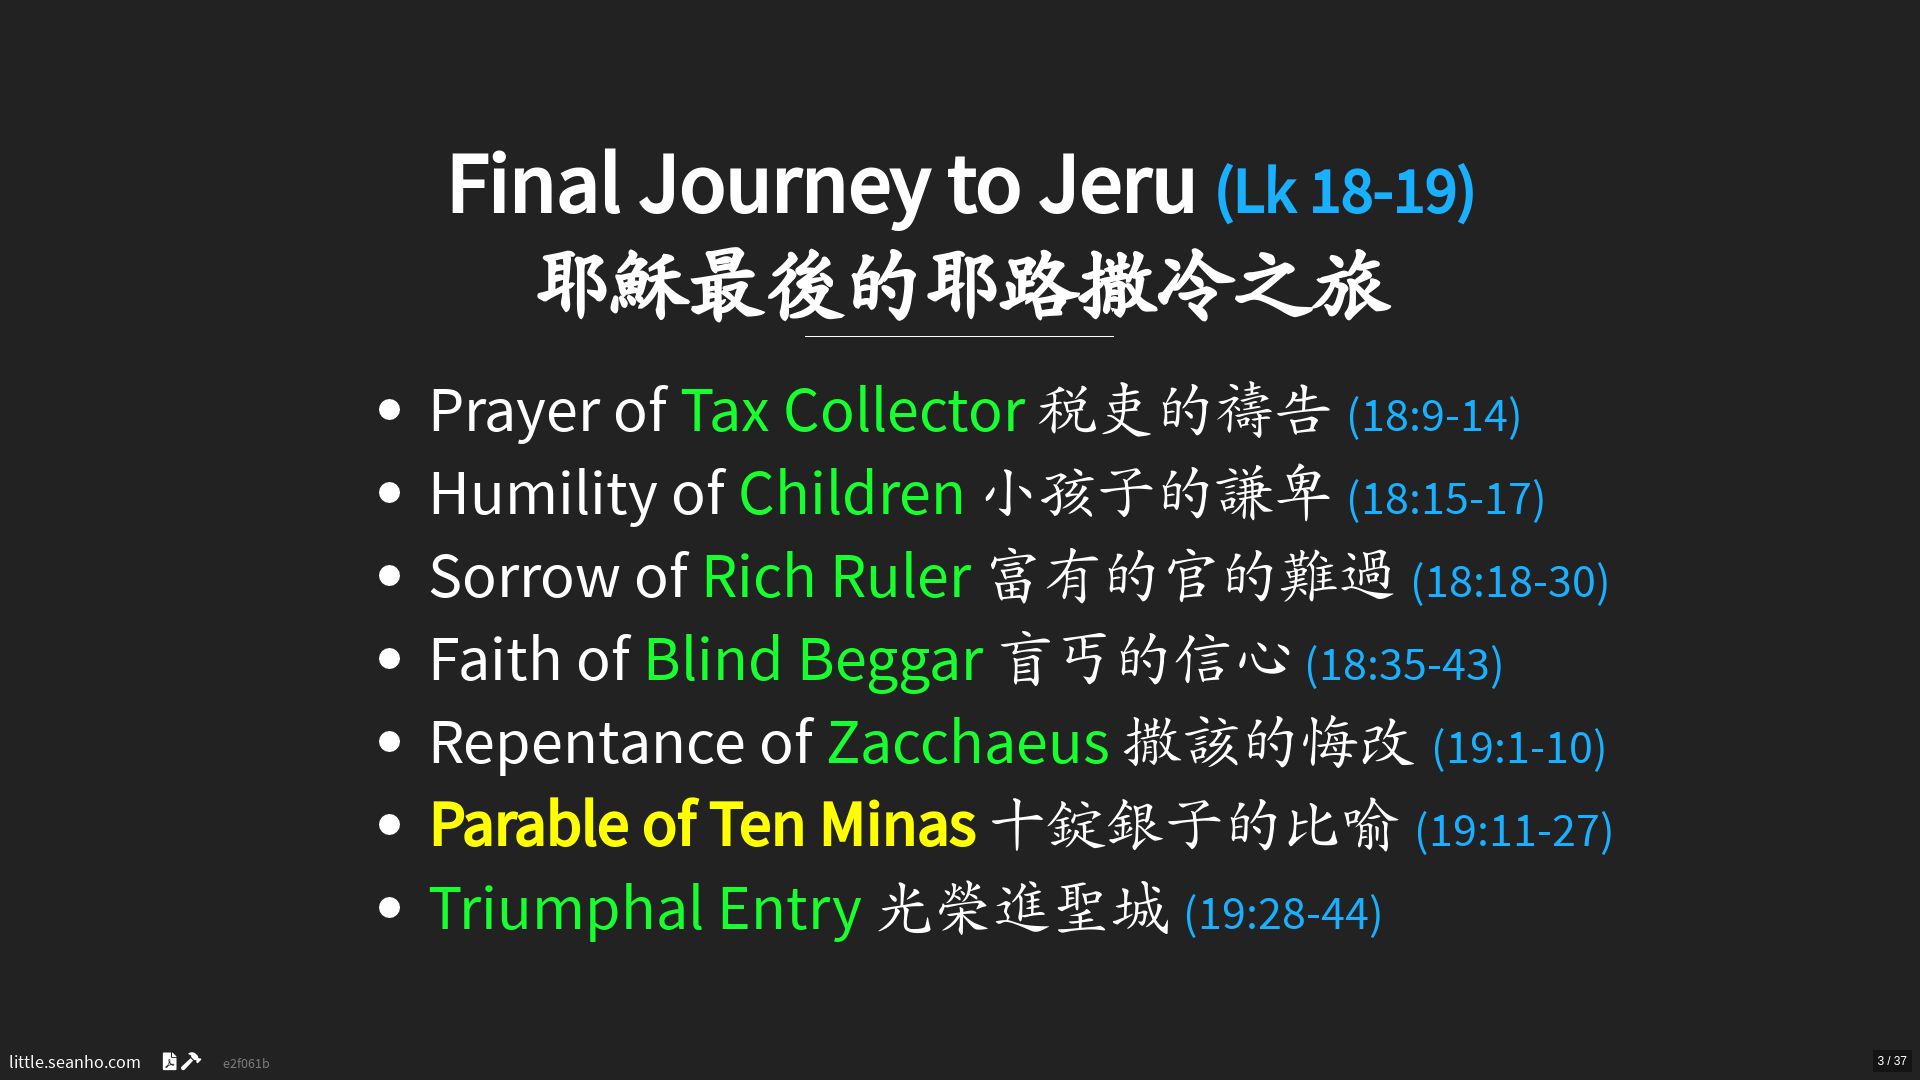 Final Journey to Jeru (Lk 18-19)
耶穌最後的耶路撒冷之旅
Prayer of Tax Collector 税吏的禱告 (18:9-14)
Humility of Children 小孩子的謙卑 (18:15-17)
Sorrow of Rich Ruler 富有的官的難過 (18:18-30)
Faith of Blind Beggar 盲丐的信心 (18:35-43)
Repentance of Zacchaeus 撒該的悔改 (19:1-10)
Parable of Ten Minas 十錠銀子的比喻 (19:11-27)
Triumphal Entry 光榮進聖城 (19:28-44)
little.seanho.com e2f061b
3 / 37